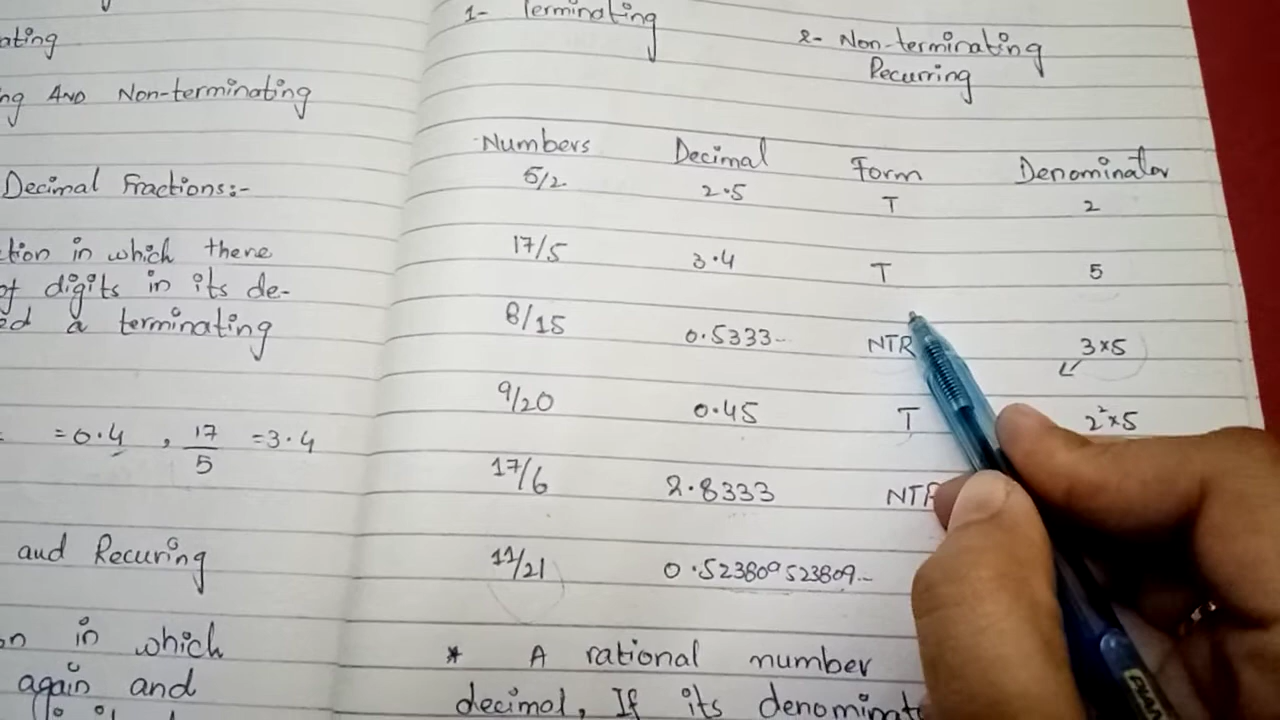 ating
ng AND Non-terminating
Decimal Fractions:-
ction in which there
of digits in its de-
ed a terminating
=0.4 , 17/5 =3.4
and Recuring
on in which
again and
1- Terminating
2- Non-terminating
Recurring
Numbers Decimal Form Denominator
5/2 2.5 T 2
17/5 3.4 T 5
8/15 0.5333.. NTR 3×5
9/20 0.45 T 2²×5
17/6 2.8333 NTR
11/21 0.523809523809..
* A rational number
decimal, If its denominat